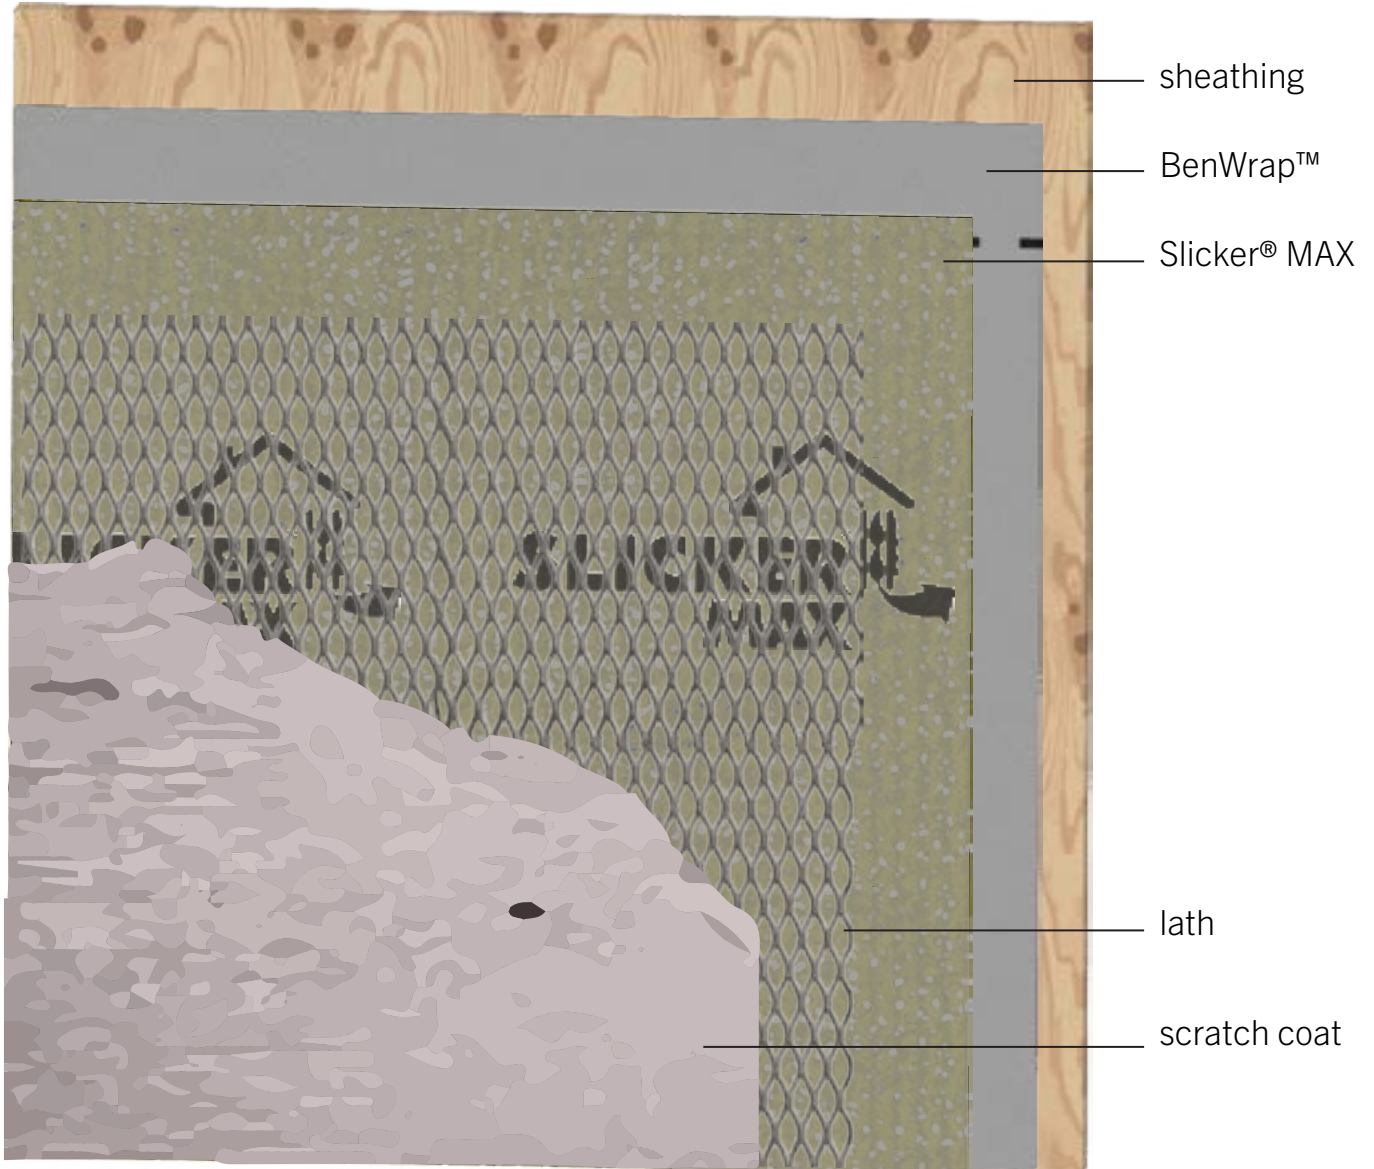 sheathing
BenWrap™
Slicker® MAX
SLICKER
MAX
lath
scratch coat